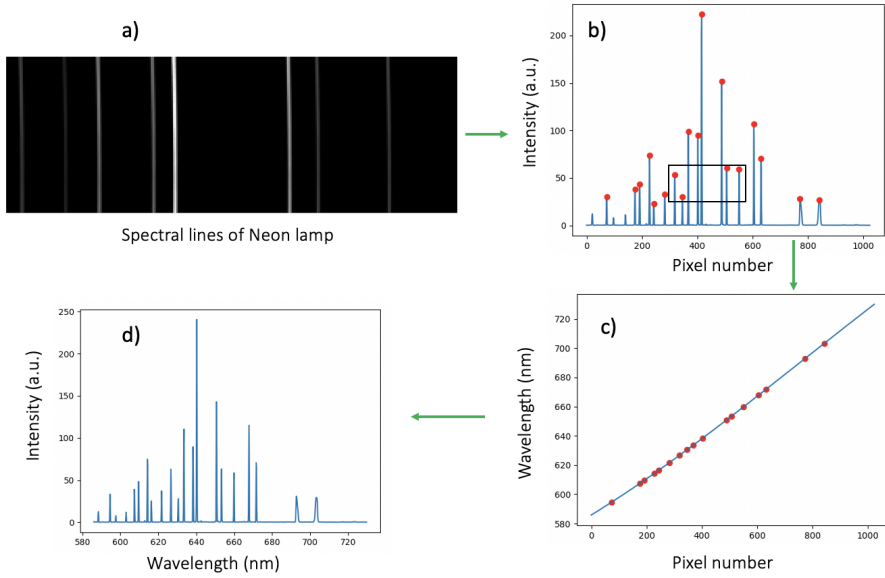 a)
Spectral lines of Neon lamp
b)
Intensity (a.u.)
200
150
100
50
0
0 200 400 600 800 1000
Pixel number
d)
Intensity (a.u.)
250
200
150
100
50
0
580 600 620 640 660 680 700 720
Wavelength (nm)
c)
Wavelength (nm)
720
700
680
660
640
620
600
580
0 200 400 600 800 1000
Pixel number